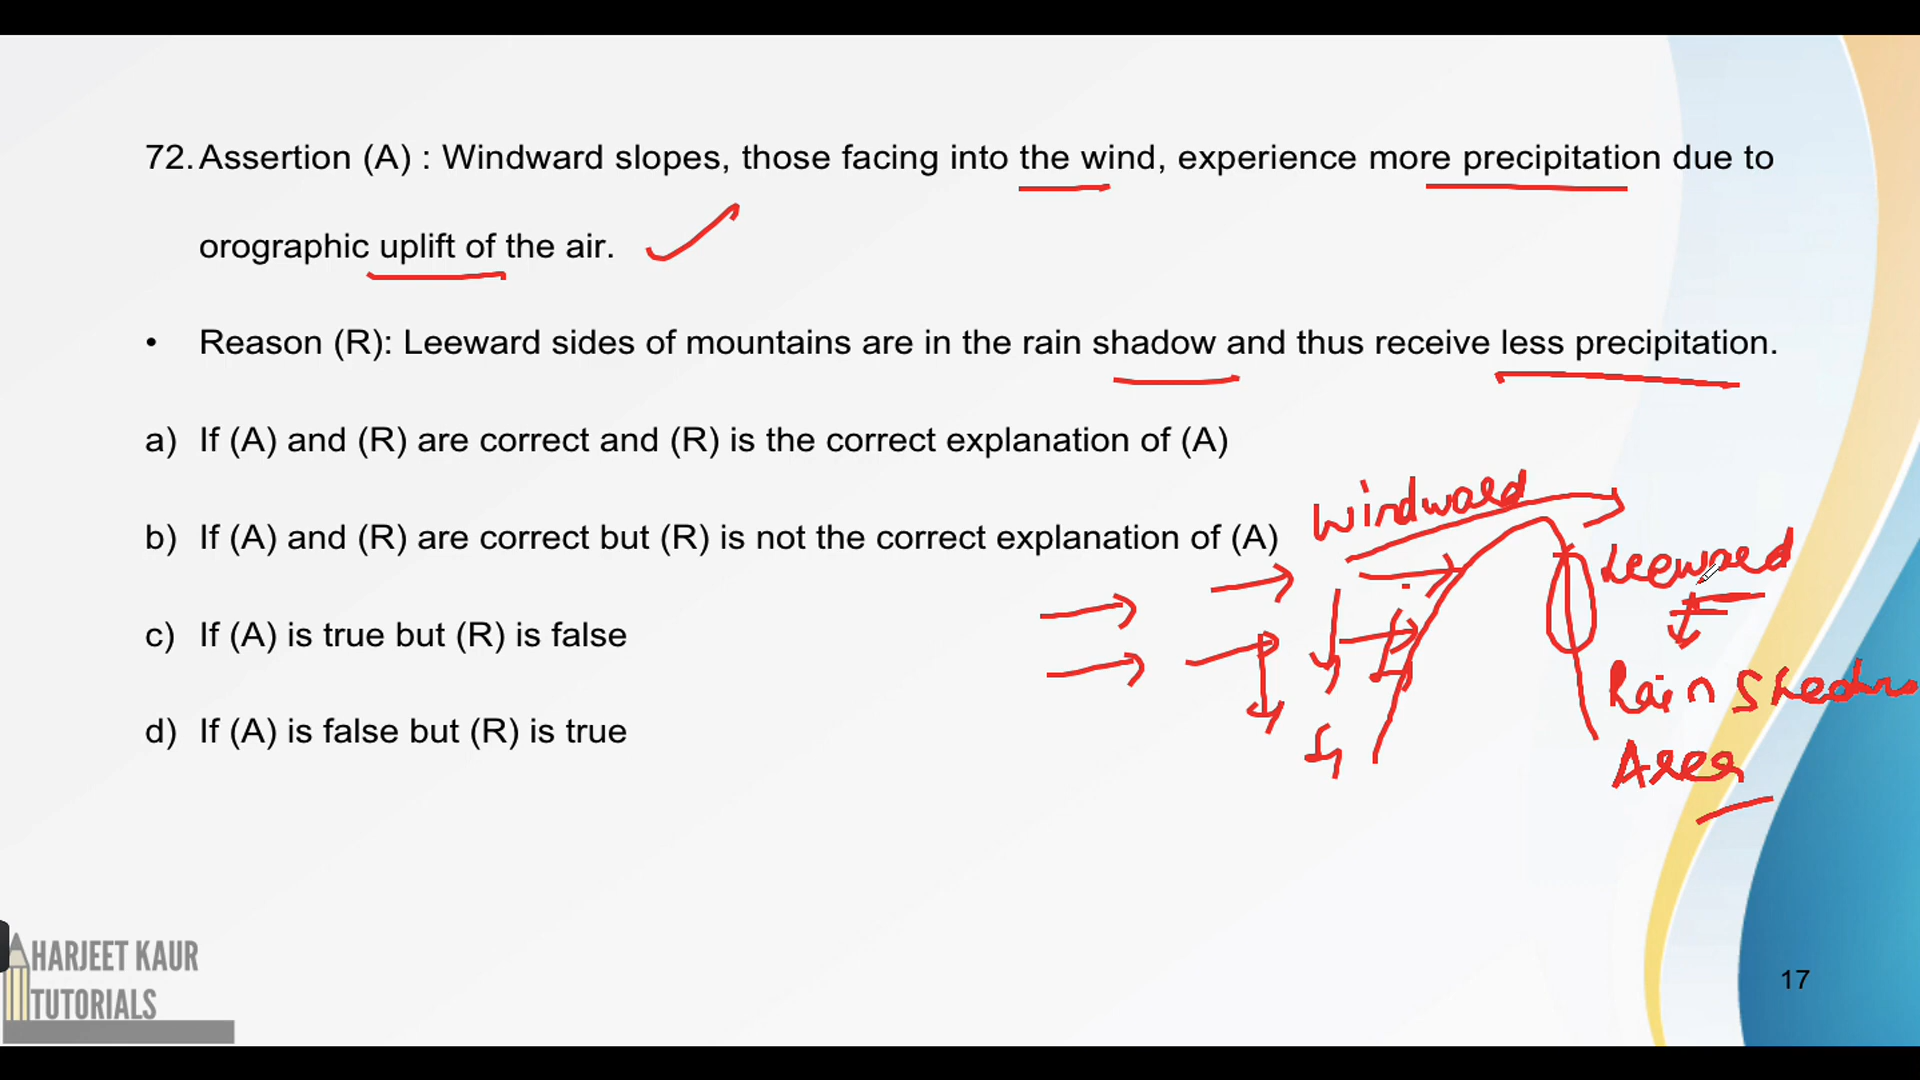 72. Assertion (A) : Windward slopes, those facing into the wind, experience more precipitation due to
orographic uplift of the air.
• Reason (R): Leeward sides of mountains are in the rain shadow and thus receive less precipitation.
a) If (A) and (R) are correct and (R) is the correct explanation of (A)
b) If (A) and (R) are correct but (R) is not the correct explanation of (A)
c) If (A) is true but (R) is false
d) If (A) is false but (R) is true
Windward
Leeward
Rain Shadow
Area
HARJEET KAUR
TUTORIALS
17